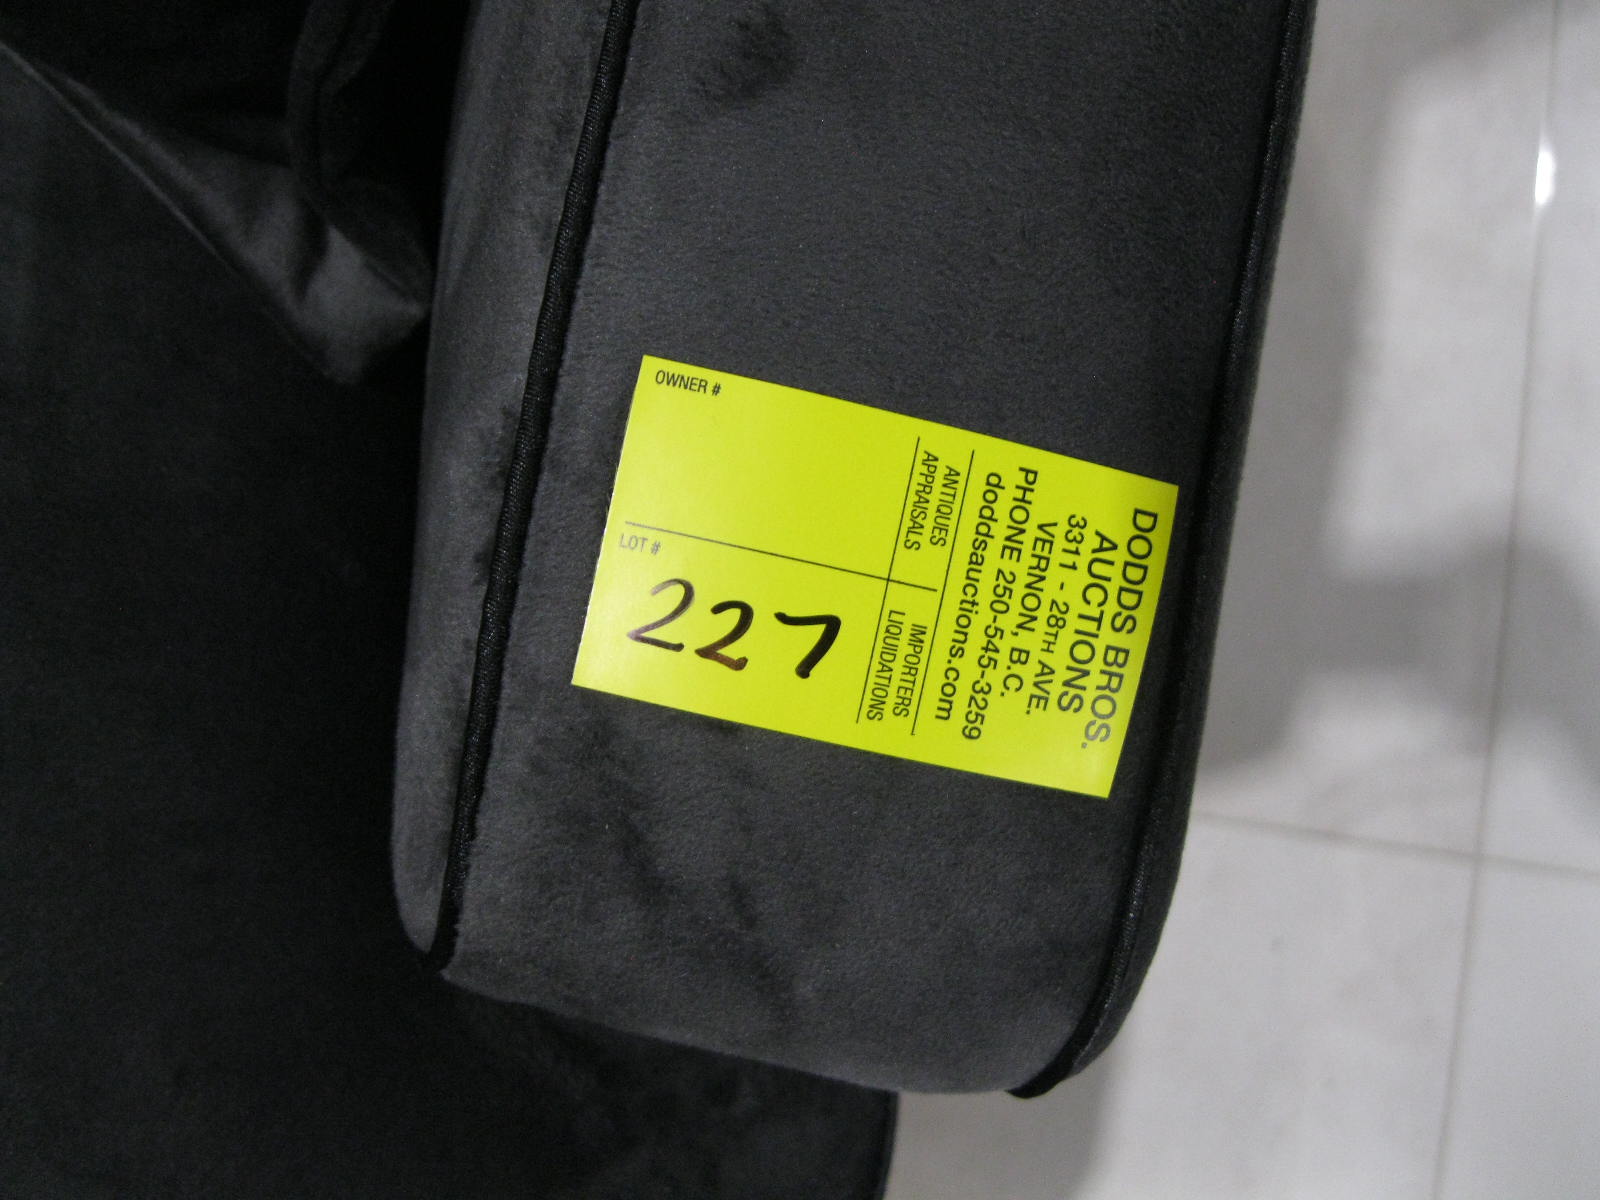 DODDS BROS.
AUCTIONS
3311 - 28TH AVE.
VERNON, B.C.
PHONE 250-545-3259
doddsauctions.com
ANTIQUES IMPORTERS
APPRAISALS LIQUIDATIONS
OWNER #
LOT #
227